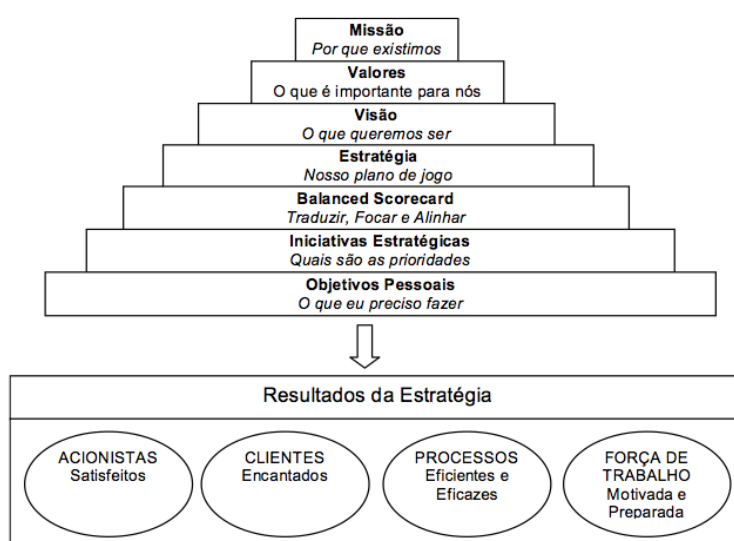 Missão
Por que existimos
Valores
O que é importante para nós
Visão
O que queremos ser
Estratégia
Nosso plano de jogo
Balanced Scorecard
Traduzir, Focar e Alinhar
Iniciativas Estratégicas
Quais são as prioridades
Objetivos Pessoais
O que eu preciso fazer
Resultados da Estratégia
ACIONISTAS
Satisfeitos
CLIENTES
Encantados
PROCESSOS
Eficientes e
Eficazes
FORÇA DE
TRABALHO
Motivada e
Preparada